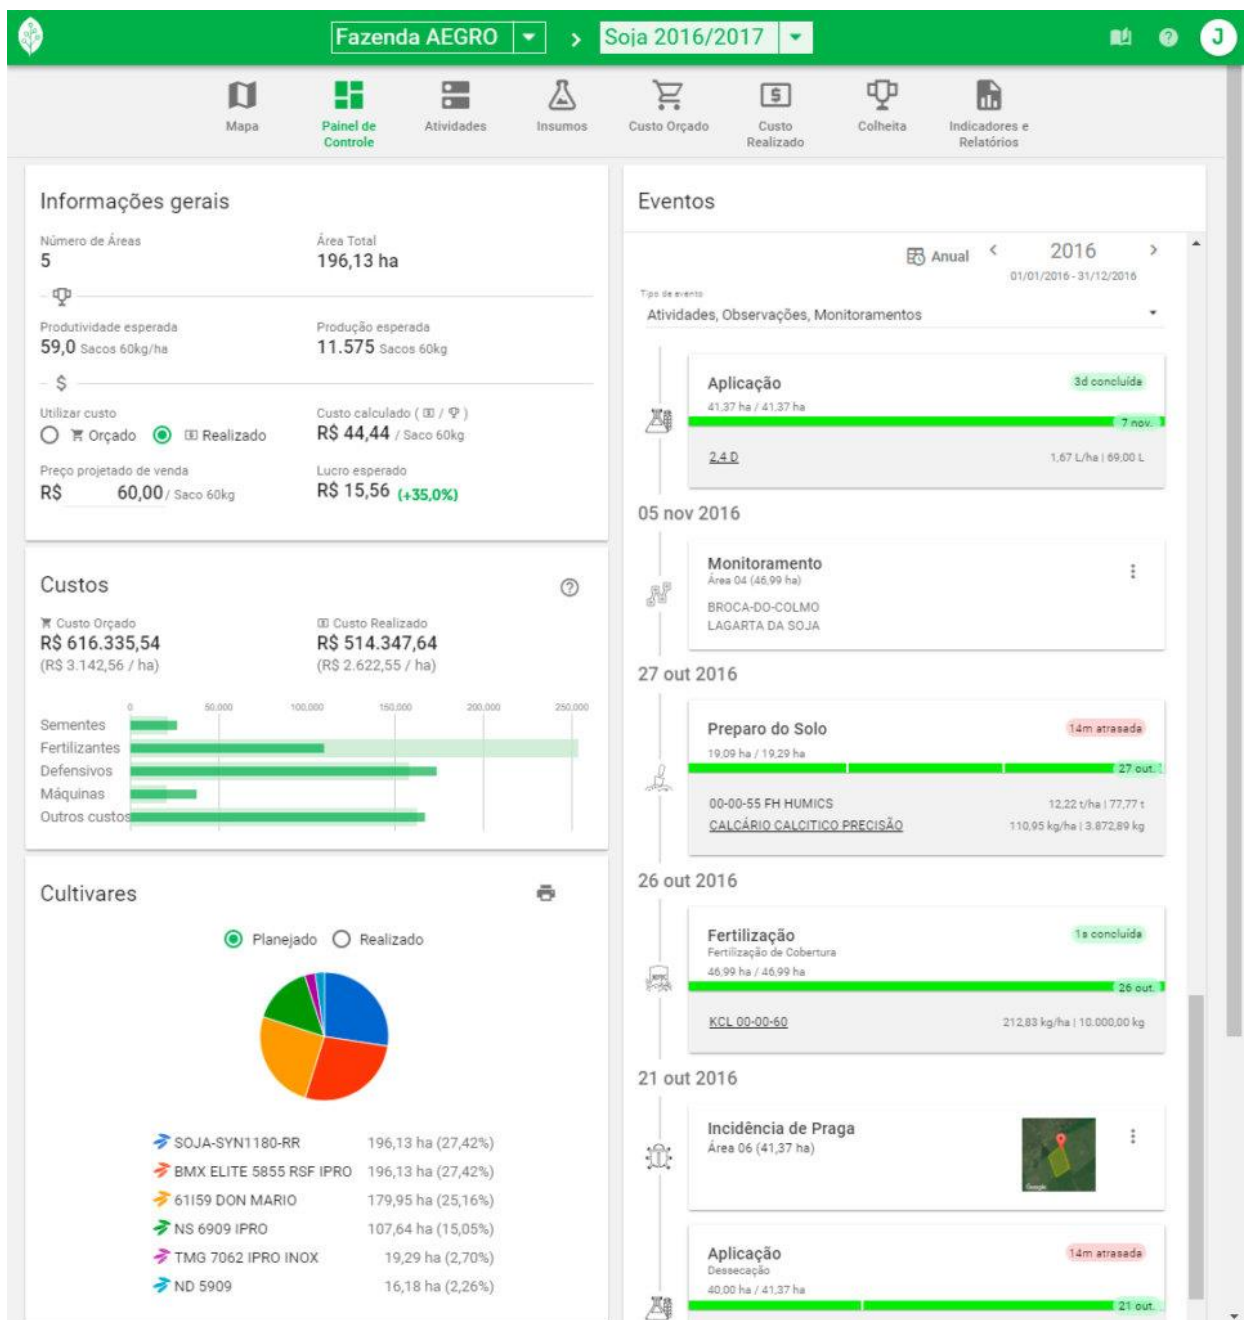 Fazenda AEGRO
Soja 2016/2017
J
Mapa
Painel de
Controle
Atividades
Insumos
Custo Orçado
Custo
Realizado
Colheita
Indicadores e
Relatórios
Informações gerais
Número de Áreas
5
Área Total
196,13 ha
Produtividade esperada
59,0 Sacos 60kg/ha
Produção esperada
11.575 Sacos 60kg
$
Utilizar custo
Orçado
Realizado
Custo calculado ( / )
R$ 44,44 / Saco 60kg
Preço projetado de venda
R$ 60,00 / Saco 60kg
Lucro esperado
R$ 15,56 (+35,0%)
Custos
Custo Orçado
R$ 616.335,54
(R$ 3.142,56 / ha)
Custo Realizado
R$ 514.347,64
(R$ 2.622,55 / ha)
0 50.000 100.000 150.000 200.000 250.000
Sementes
Fertilizantes
Defensivos
Máquinas
Outros custos
Cultivares
Planejado
Realizado
SOJA-SYN1180-RR 196,13 ha (27,42%)
BMX ELITE 5855 RSF IPRO 196,13 ha (27,42%)
61I59 DON MARIO 179,95 ha (25,16%)
NS 6909 IPRO 107,64 ha (15,05%)
TMG 7062 IPRO INOX 19,29 ha (2,70%)
ND 5909 16,18 ha (2,26%)
Eventos
Anual
2016
01/01/2016 - 31/12/2016
Tipo de evento
Atividades, Observações, Monitoramentos
Aplicação
3d concluída
41,37 ha / 41,37 ha
7 nov.
2,4 D 1,67 L/ha | 69,00 L
05 nov 2016
Monitoramento
Área 04 (46,99 ha)
BROCA-DO-COLMO
LAGARTA DA SOJA
27 out 2016
Preparo do Solo
14m atrasada
19,09 ha / 19,29 ha
27 out.
00-00-55 FH HUMICS 12,22 t/ha | 77,77 t
CALCÁRIO CALCITICO PRECISÃO 110,95 kg/ha | 3.872,89 kg
26 out 2016
Fertilização
1s concluída
Fertilização de Cobertura
46,99 ha / 46,99 ha
26 out.
KCL 00-00-60 212,83 kg/ha | 10.000,00 kg
21 out 2016
Incidência de Praga
Área 06 (41,37 ha)
Google
Aplicação
14m atrasada
Dessecação
40,00 ha / 41,37 ha
21 out.